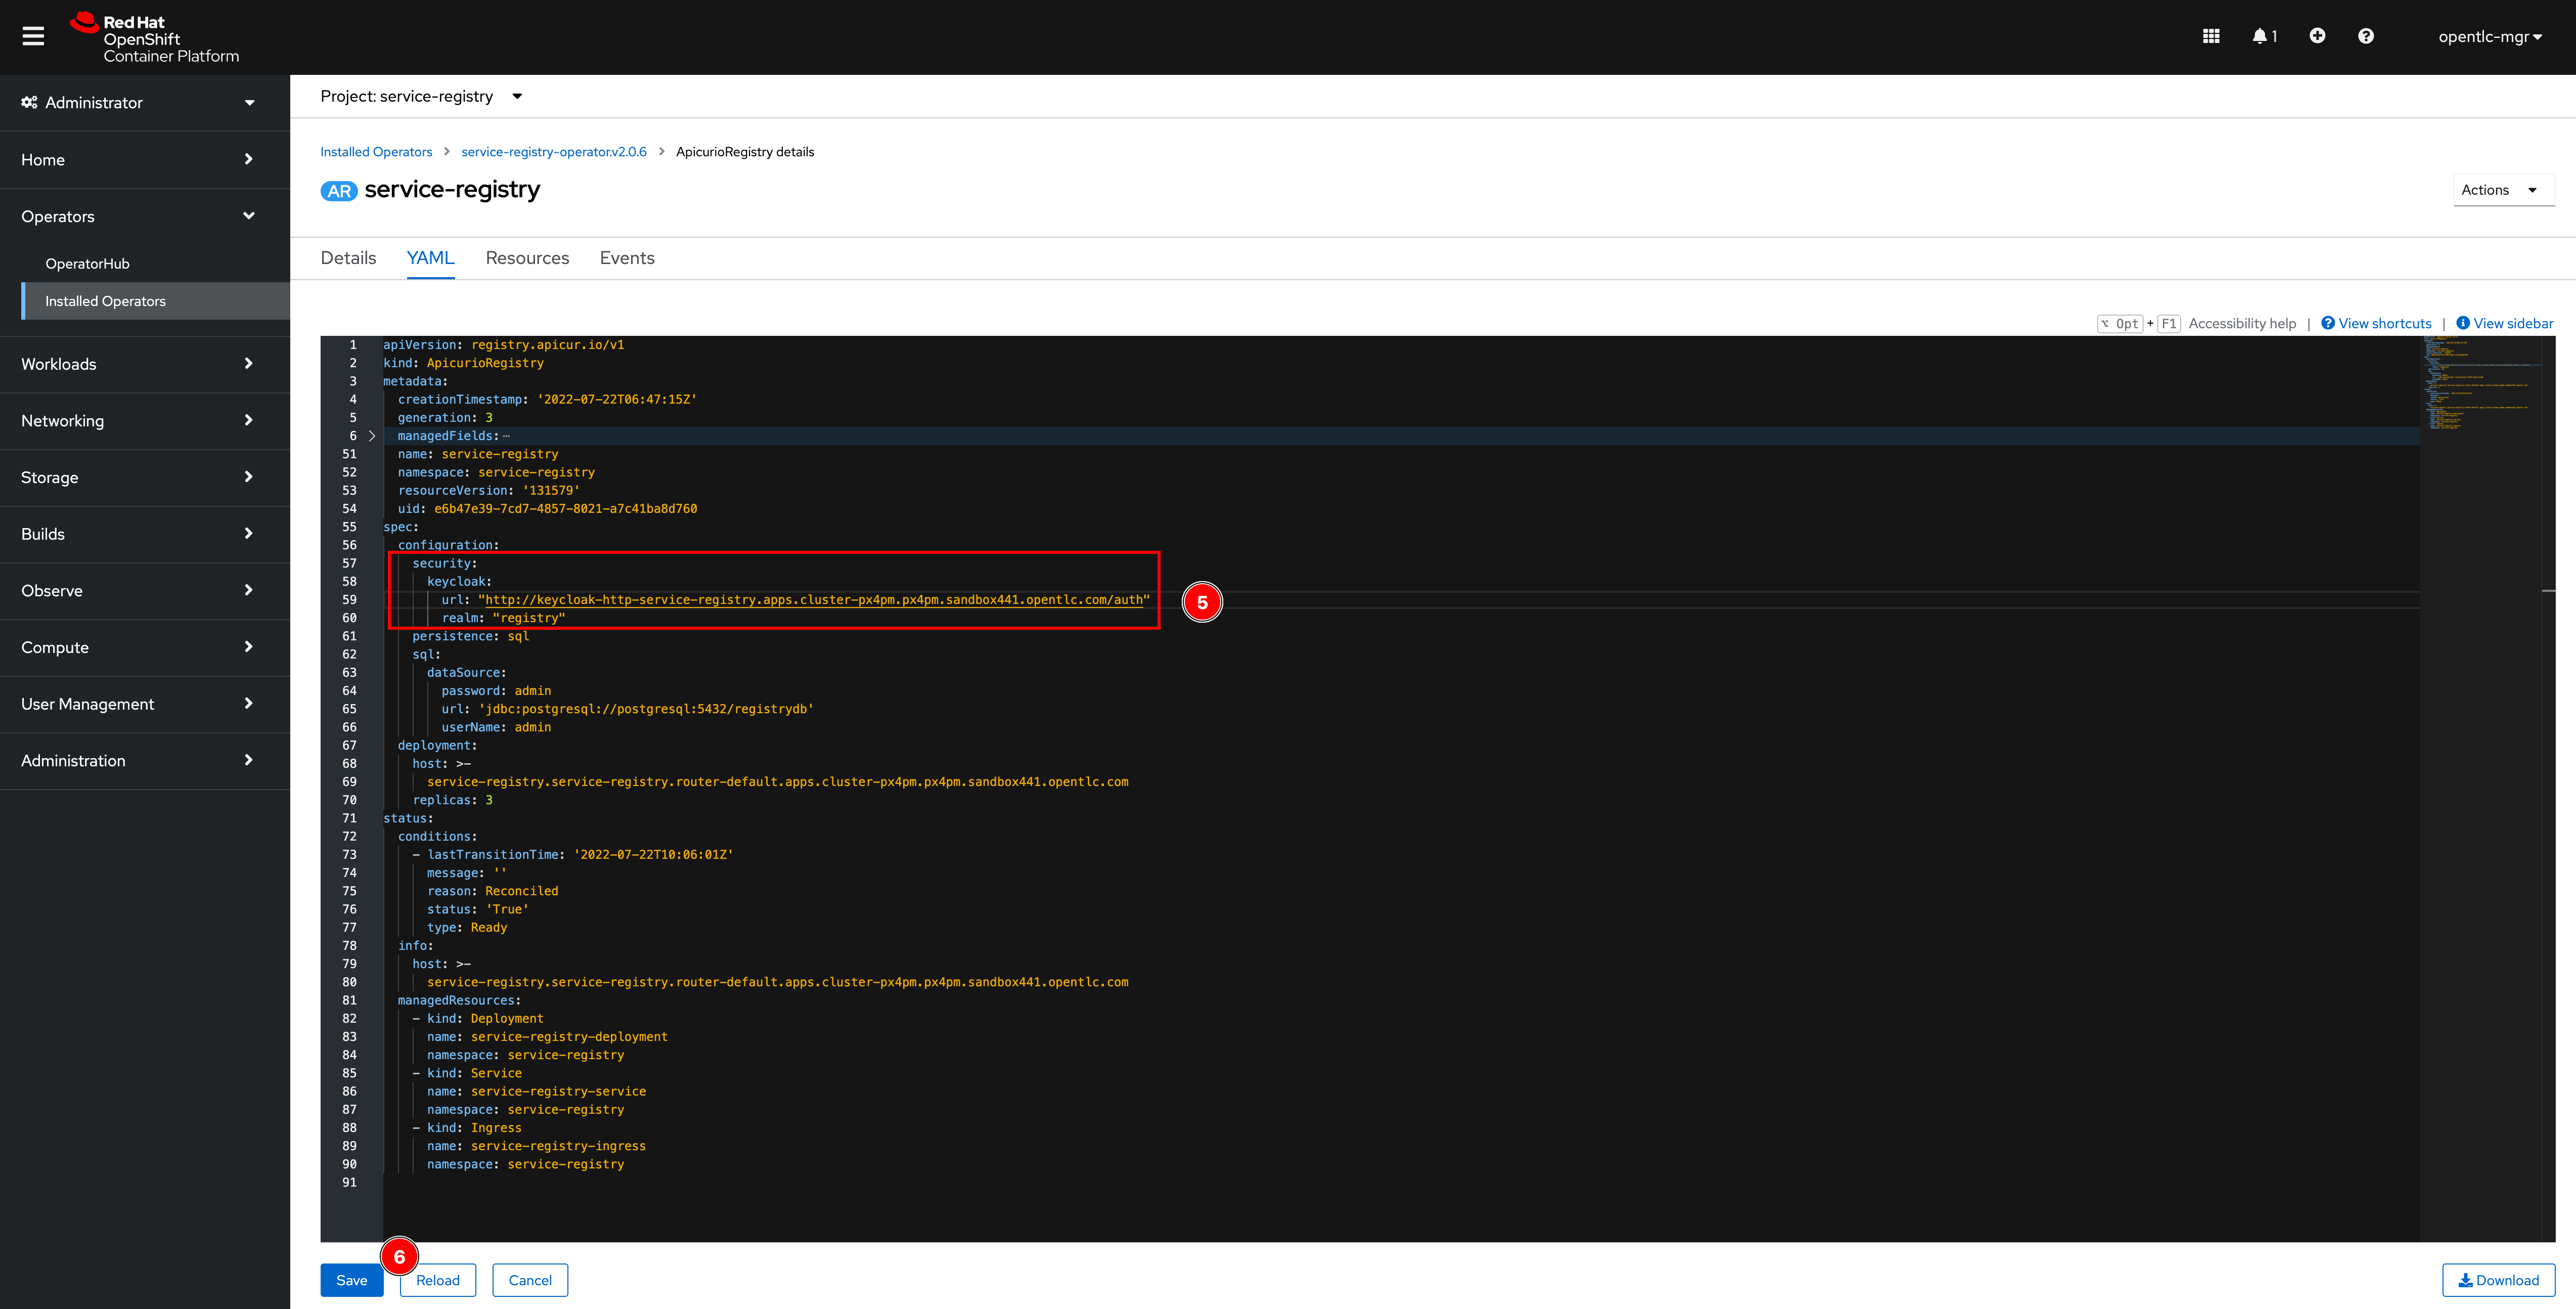 Red Hat
OpenShift
Container Platform
1
opentlc-mgr
Administrator
Home
Operators
OperatorHub
Installed Operators
Workloads
Networking
Storage
Builds
Observe
Compute
User Management
Administration
Project: service-registry
Installed Operators > service-registry-operator.v2.0.6 > ApicurioRegistry details
AR service-registry
Actions
Details YAML Resources Events
⌥ Opt + F1 Accessibility help | View shortcuts | View sidebar
1 apiVersion: registry.apicur.io/v1
2 kind: ApicurioRegistry
3 metadata:
4 creationTimestamp: '2022-07-22T06:47:15Z'
5 generation: 3
6 managedFields:⋯
51 name: service-registry
52 namespace: service-registry
53 resourceVersion: '131579'
54 uid: e6b47e39-7cd7-4857-8021-a7c41ba8d760
55 spec:
56 configuration:
57 security:
58 keycloak:
59 url: "http://keycloak-http-service-registry.apps.cluster-px4pm.px4pm.sandbox441.opentlc.com/auth"
60 realm: "registry"
5
61 persistence: sql
62 sql:
63 dataSource:
64 password: admin
65 url: 'jdbc:postgresql://postgresql:5432/registrydb'
66 userName: admin
67 deployment:
68 host: >-
69 service-registry.service-registry.router-default.apps.cluster-px4pm.px4pm.sandbox441.opentlc.com
70 replicas: 3
71 status:
72 conditions:
73 - lastTransitionTime: '2022-07-22T10:06:01Z'
74 message: ''
75 reason: Reconciled
76 status: 'True'
77 type: Ready
78 info:
79 host: >-
80 service-registry.service-registry.router-default.apps.cluster-px4pm.px4pm.sandbox441.opentlc.com
81 managedResources:
82 - kind: Deployment
83 name: service-registry-deployment
84 namespace: service-registry
85 - kind: Service
86 name: service-registry-service
87 namespace: service-registry
88 - kind: Ingress
89 name: service-registry-ingress
90 namespace: service-registry
91
6
Save Reload Cancel
Download